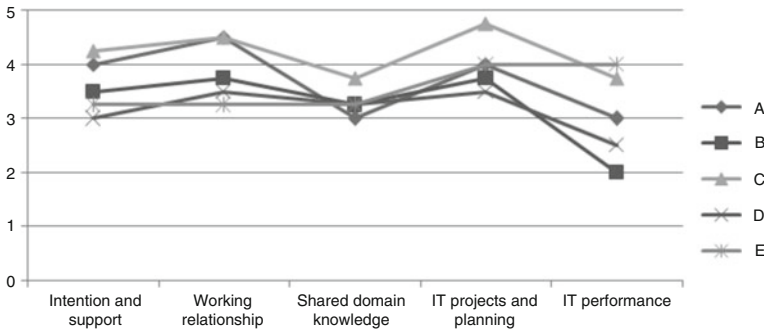 5
4
3
2
1
0
Intention and
support
Working
relationship
Shared domain
knowledge
IT projects and
planning
IT performance
A
B
C
D
E